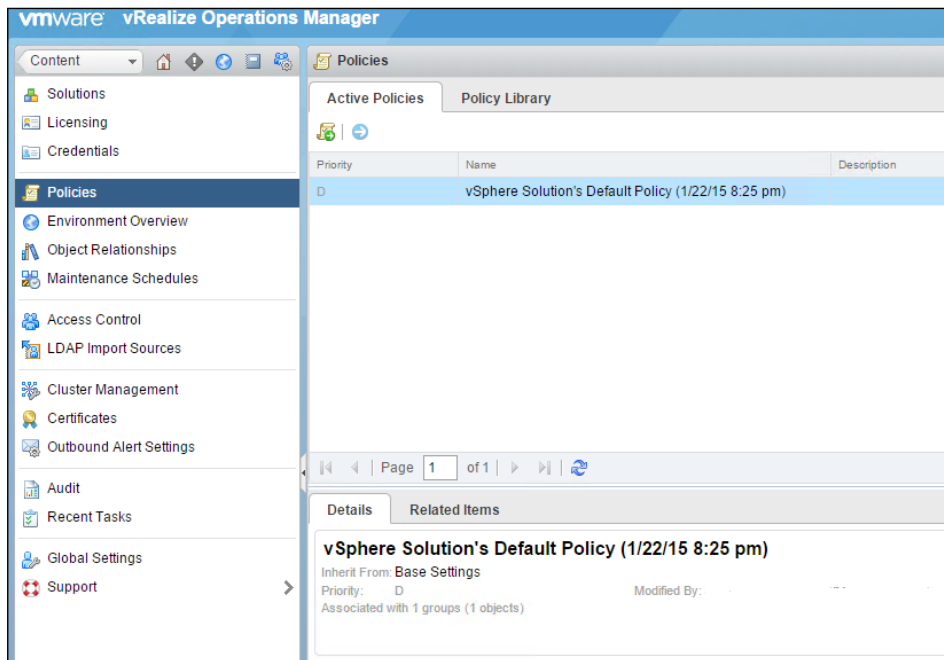 vmware vRealize Operations Manager
Content
Solutions
Licensing
Credentials
Policies
Environment Overview
Object Relationships
Maintenance Schedules
Access Control
LDAP Import Sources
Cluster Management
Certificates
Outbound Alert Settings
Audit
Recent Tasks
Global Settings
Support
Policies
Active Policies Policy Library
Priority Name Description
D vSphere Solution's Default Policy (1/22/15 8:25 pm)
Page 1 of 1
Details Related Items
vSphere Solution's Default Policy (1/22/15 8:25 pm)
Inherit From: Base Settings
Priority: D Modified By:
Associated with 1 groups (1 objects)